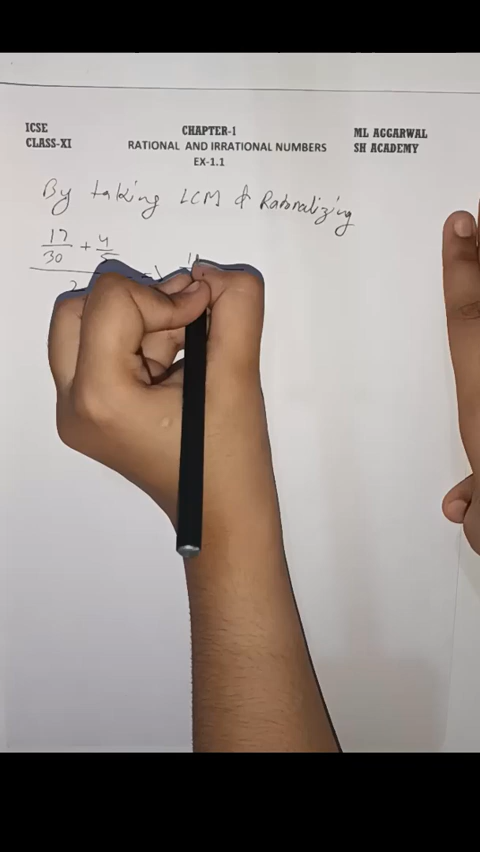 ICSE
CLASS-XI
CHAPTER-1
RATIONAL AND IRRATIONAL NUMBERS
EX-1.1
ML AGGARWAL
SH ACADEMY
By taking LCM & Rationalizing
17/30 + 4/5
2